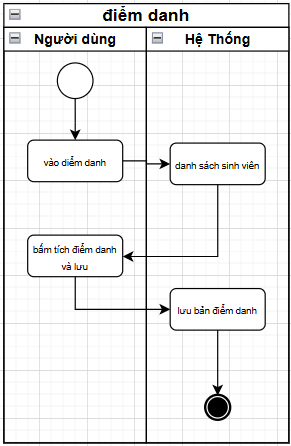 điểm danh
Người dùng
Hệ Thống
vào diểm danh
danh sách sinh viên
bấm tích điểm danh
và lưu
lưu bản điểm danh